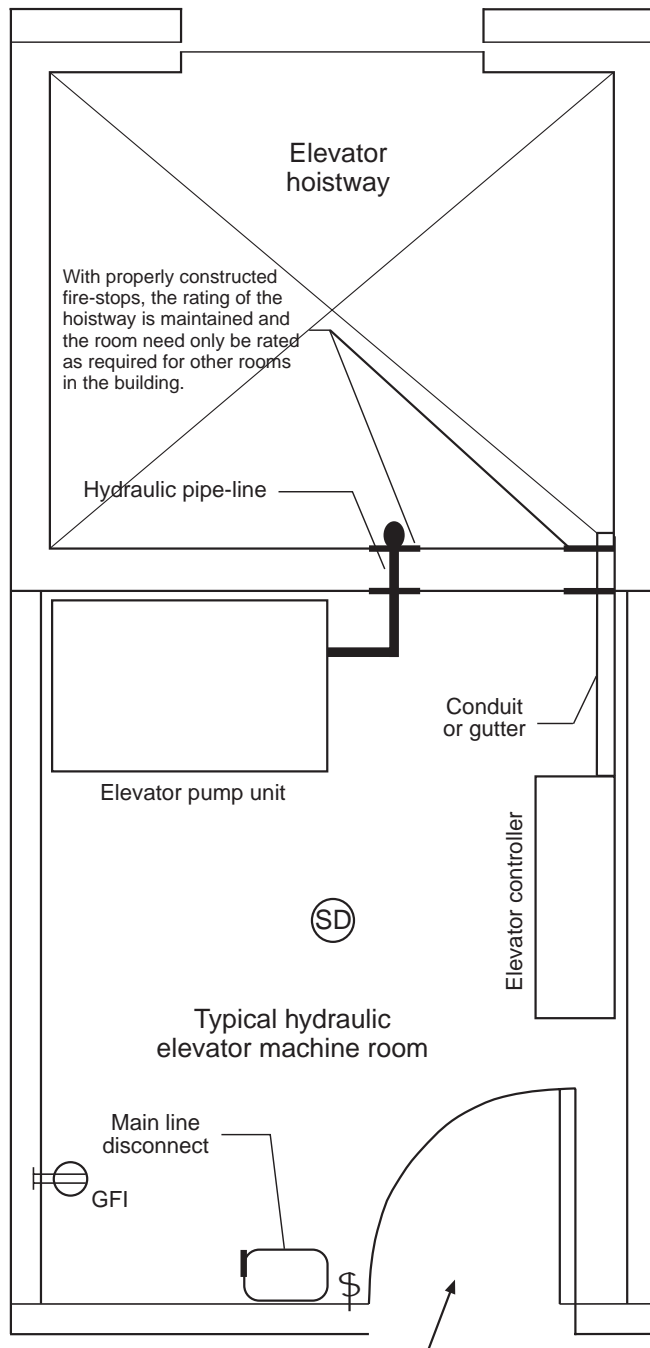 Elevator
hoistway
With properly constructed
fire-stops, the rating of the
hoistway is maintained and
the room need only be rated
as required for other rooms
in the building.
Hydraulic pipe-line
Conduit
or gutter
Elevator pump unit
Elevator controller
SD
Typical hydraulic
elevator machine room
Main line
disconnect
GFI
$